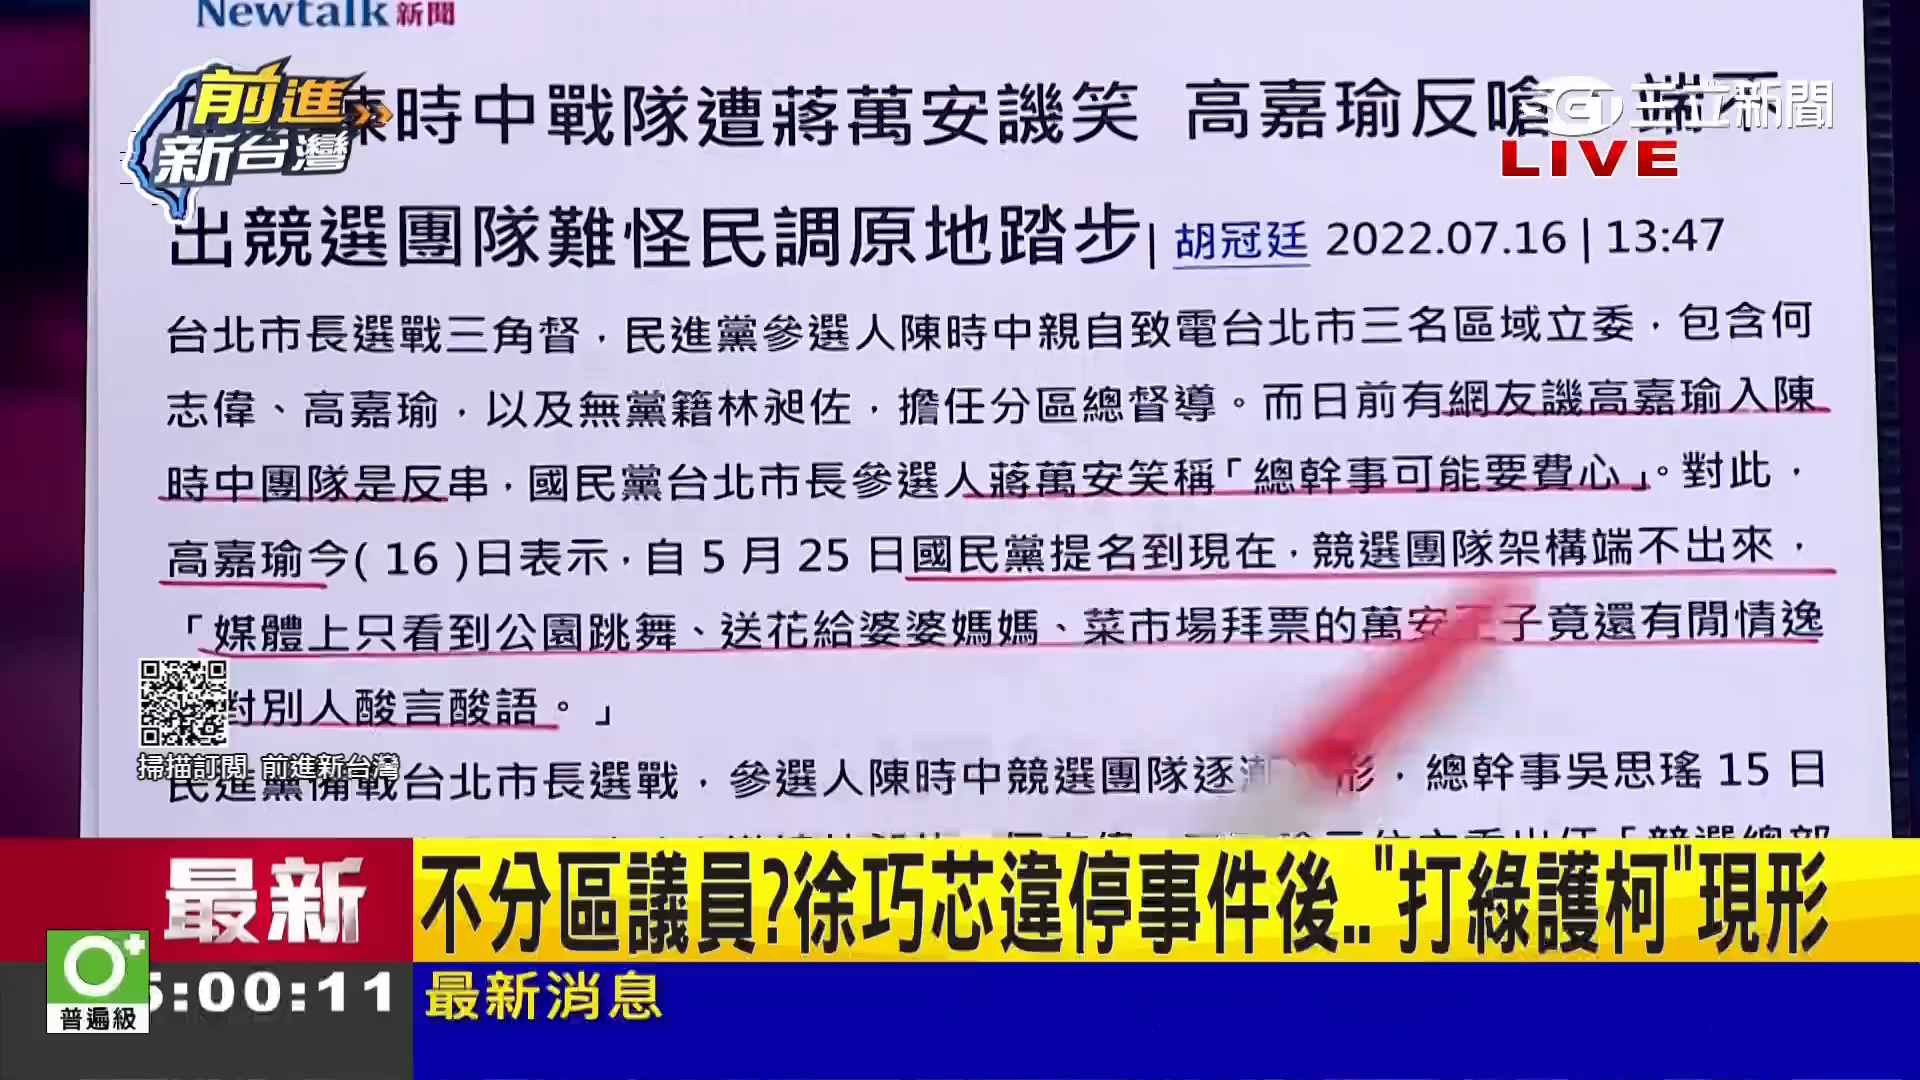 Newtalk新聞
時中戰隊遭蔣萬安譏笑 高嘉瑜反嗆 端不
出競選團隊難怪民調原地踏步| 胡冠廷 2022.07.16 | 13:47
前進
新台灣
SET 三立新聞
LIVE
台北市長選戰三角督,民進黨參選人陳時中親自致電台北市三名區域立委,包含何
志偉、高嘉瑜,以及無黨籍林昶佐,擔任分區總督導。而日前有網友譏高嘉瑜入陳
時中團隊是反串,國民黨台北市長參選人蔣萬安笑稱「總幹事可能要費心」。對此,
高嘉瑜今( 16 )日表示,自 5 月 25 日國民黨提名到現在,競選團隊架構端不出來,
「媒體上只看到公園跳舞、送花給婆婆媽媽、菜市場拜票的萬安王子竟還有閒情逸
對別人酸言酸語。」
掃描訂閱 前進新台灣
民進黨備戰台北市長選戰,參選人陳時中競選團隊逐漸 形,總幹事吳思瑤 15 日
最新
不分區議員?徐巧芯違停事件後.."打綠護柯"現形
普遍級
5:00:11
最新消息